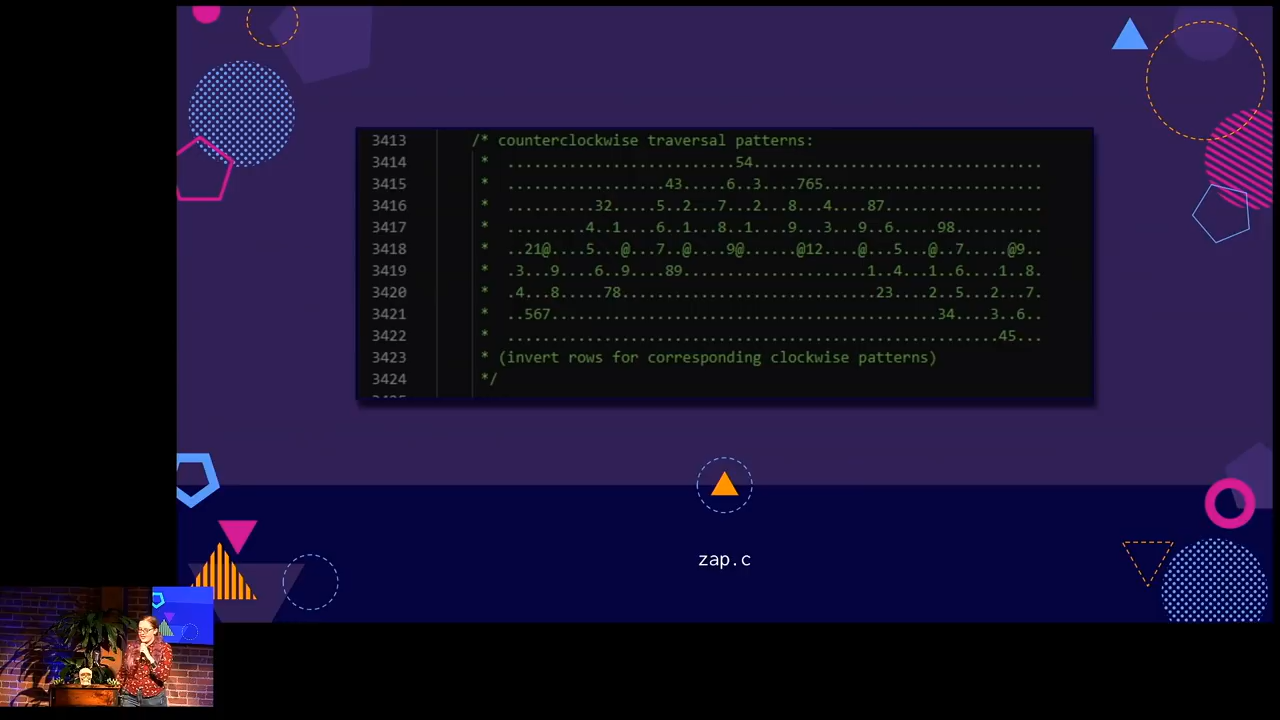 3413 /* counterclockwise traversal patterns:
3414  *  ..........................54.................................
3415  *  ..................43.....6..3....765.........................
3416  *  ..........32.....5..2...7...2...8...4....87..................
3417  *  .........4..1....6..1...8..1....9..3....9..6.....98..........
3418  *  ..21@....5...@...7..@....9@......@12....@...5...@..7.....@9..
3419  *  .3...9....6..9....89.....................1..4...1..6....1..8.
3420  *  .4...8.....78.............................23....2..5...2...7.
3421  *  ..567............................................34....3..6..
3422  *  ........................................................45...
3423  * (invert rows for corresponding clockwise patterns)
3424  */
zap.c